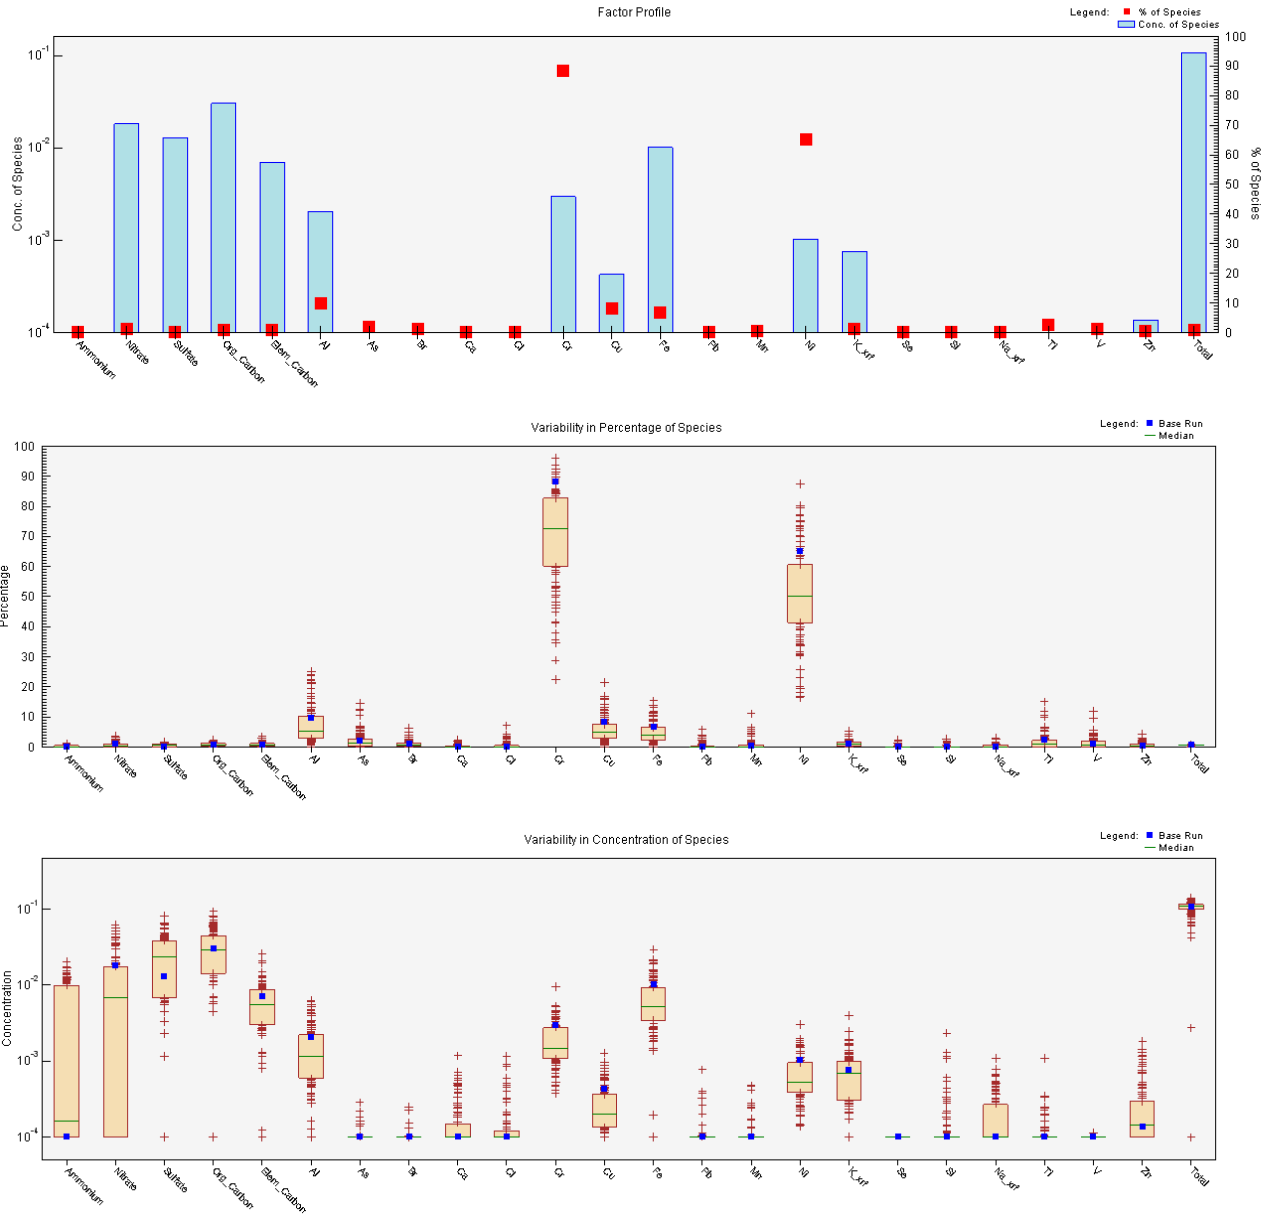 Factor Profile
Legend: % of Species
Conc. of Species
10^-1
10^-2
10^-3
10^-4
Conc. of Species
100
90
80
70
60
50
40
30
20
10
0
% of Species
Ammonium Nitrate Sulfate Org_Carbon Elem_Carbon Al As Br Ca Cl Cr Cu Fe Pb Mn Ni K_xrf Se Si Na_xrf Ti V Zn Total
Variability in Percentage of Species
Legend: Base Run
Median
100
90
80
70
60
50
40
30
20
10
0
Percentage
Ammonium Nitrate Sulfate Org_Carbon Elem_Carbon Al As Br Ca Cl Cr Cu Fe Pb Mn Ni K_xrf Se Si Na_xrf Ti V Zn Total
Variability in Concentration of Species
Legend: Base Run
Median
10^-1
10^-2
10^-3
10^-4
Concentration
Ammonium Nitrate Sulfate Org_Carbon Elem_Carbon Al As Br Ca Cl Cr Cu Fe Pb Mn Ni K_xrf Se Si Na_xrf Ti V Zn Total